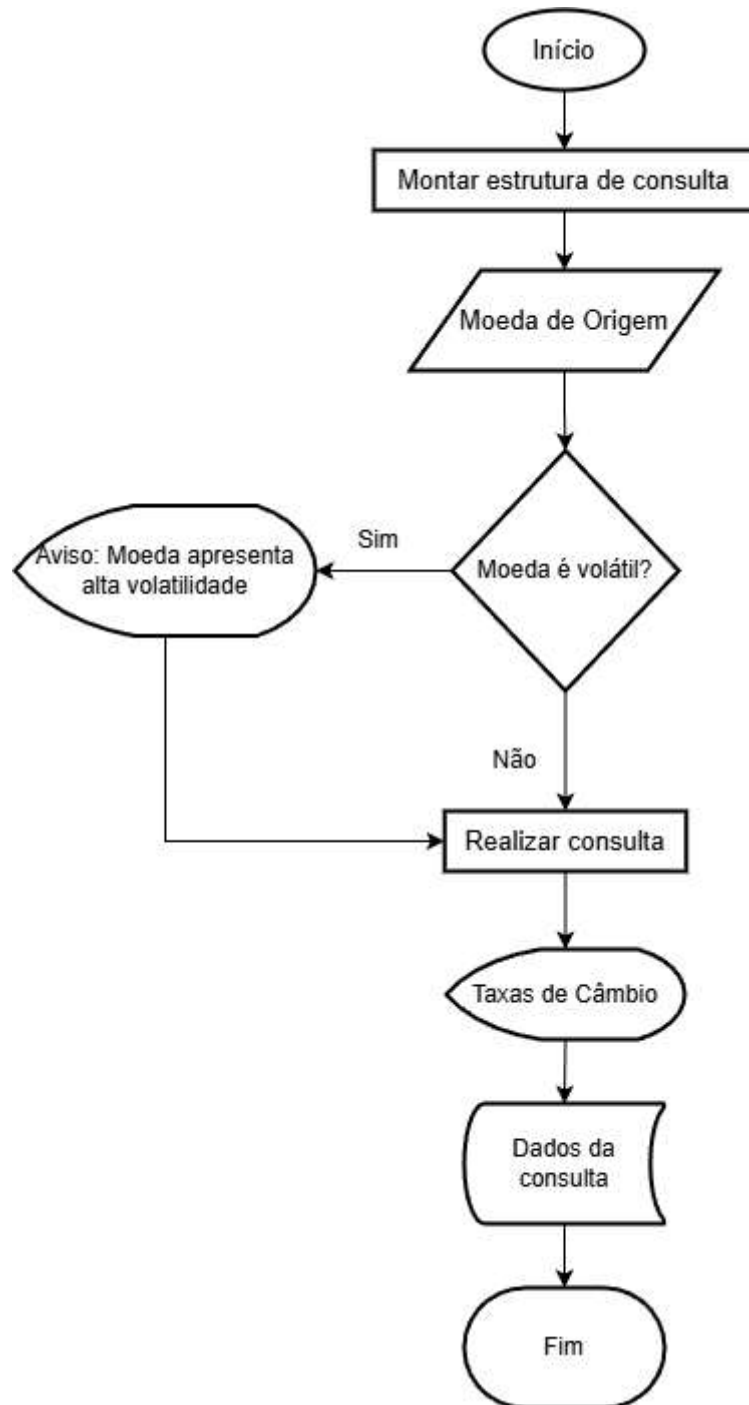 Início
Montar estrutura de consulta
Moeda de Origem
Moeda é volátil?
Sim
Aviso: Moeda apresenta
alta volatilidade
Não
Realizar consulta
Taxas de Câmbio
Dados da
consulta
Fim